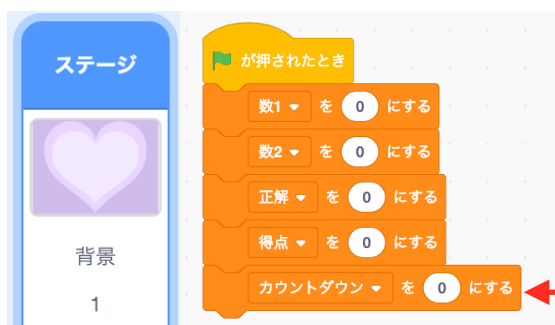 ステージ
背景
1
が押されたとき
数1 を 0 にする
数2 を 0 にする
正解 を 0 にする
得点 を 0 にする
カウントダウン を 0 にする